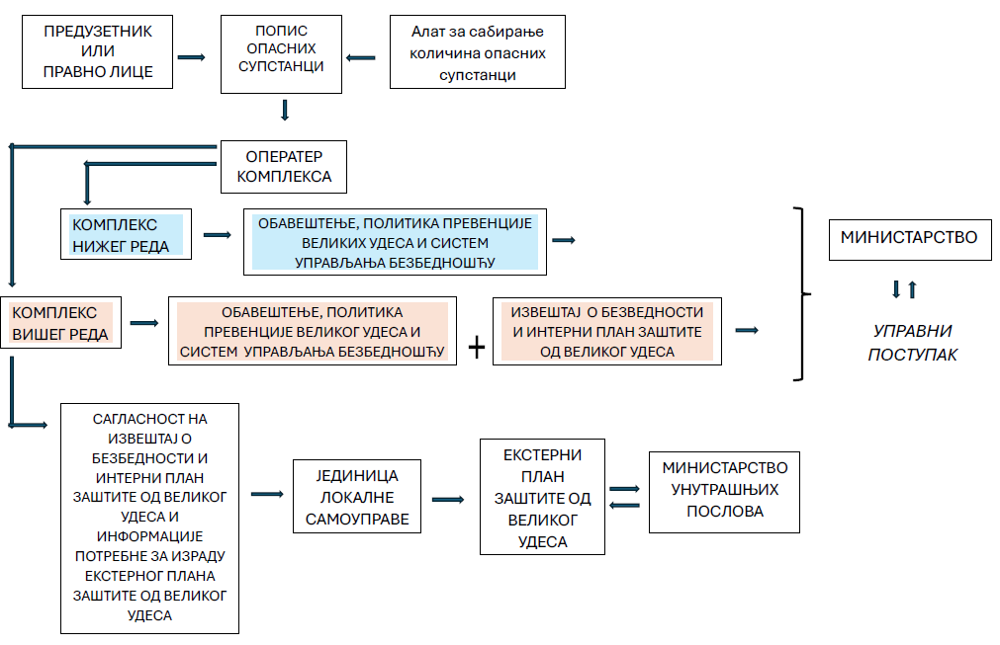 ПРЕДУЗЕТНИК
ИЛИ
ПРАВНО ЛИЦЕ
ПОПИС
ОПАСНИХ
СУПСТАНЦИ
Алат за сабирање
количина опасних
супстанци
ОПЕРАТЕР
КОМПЛЕКСА
КОМПЛЕКС
НИЖЕГ РЕДА
ОБАВЕШТЕЊЕ, ПОЛИТИКА ПРЕВЕНЦИЈЕ
ВЕЛИКИХ УДЕСА И СИСТЕМ
УПРАВЉАЊА БЕЗБЕДНОШЋУ
МИНИСТАРСТВО
УПРАВНИ
ПОСТУПАК
КОМПЛЕКС
ВИШЕГ РЕДА
ОБАВЕШТЕЊЕ, ПОЛИТИКА
ПРЕВЕНЦИЈЕ ВЕЛИКОГ УДЕСА И
СИСТЕМ УПРАВЉАЊА БЕЗБЕДНОШЋУ
+
ИЗВЕШТАЈ О БЕЗВЕДНОСТИ
И ИНТЕРНИ ПЛАН ЗАШТИТЕ
ОД ВЕЛИКОГ УДЕСА
САГЛАСНОСТ НА
ИЗВЕШТАЈ О
БЕЗБЕДНОСТИ И
ИНТЕРНИ ПЛАН
ЗАШТИТЕ ОД ВЕЛИКОГ
УДЕСА И
ИНФОРМАЦИЈЕ
ПОТРЕБНЕ ЗА ИЗРАДУ
ЕКСТЕРНОГ ПЛАНА
ЗАШТИТЕ ОД ВЕЛИКОГ
УДЕСА
ЈЕДИНИЦА
ЛОКАЛНЕ
САМОУПРАВЕ
ЕКСТЕРНИ
ПЛАН
ЗАШТИТЕ ОД
ВЕЛИКОГ
УДЕСА
МИНИСТАРСТВО
УНУТРАШЊИХ
ПОСЛОВА